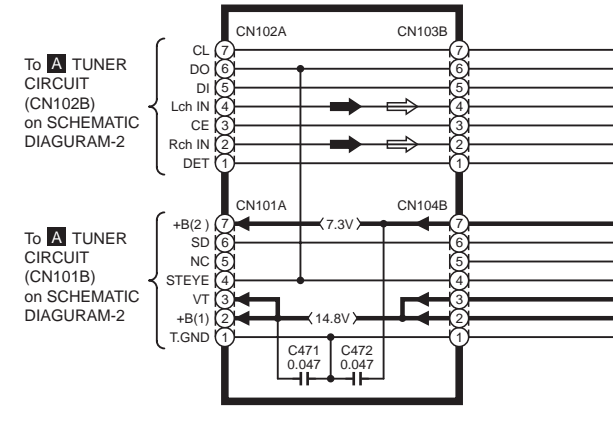 CN102A CN103B
To A TUNER
CIRCUIT
(CN102B)
on SCHEMATIC
DIAGURAM-2
CL 7 7
DO 6 6
DI 5 5
Lch IN 4 4
CE 3 3
Rch IN 2 2
DET 1 1
CN101A CN104B
To A TUNER
CIRCUIT
(CN101B)
on SCHEMATIC
DIAGURAM-2
+B(2 ) 7 7.3V 7
SD 6 6
NC 5 5
STEYE 4 4
VT 3 3
+B(1) 2 14.8V 2
T.GND 1 1
C471 C472
0.047 0.047